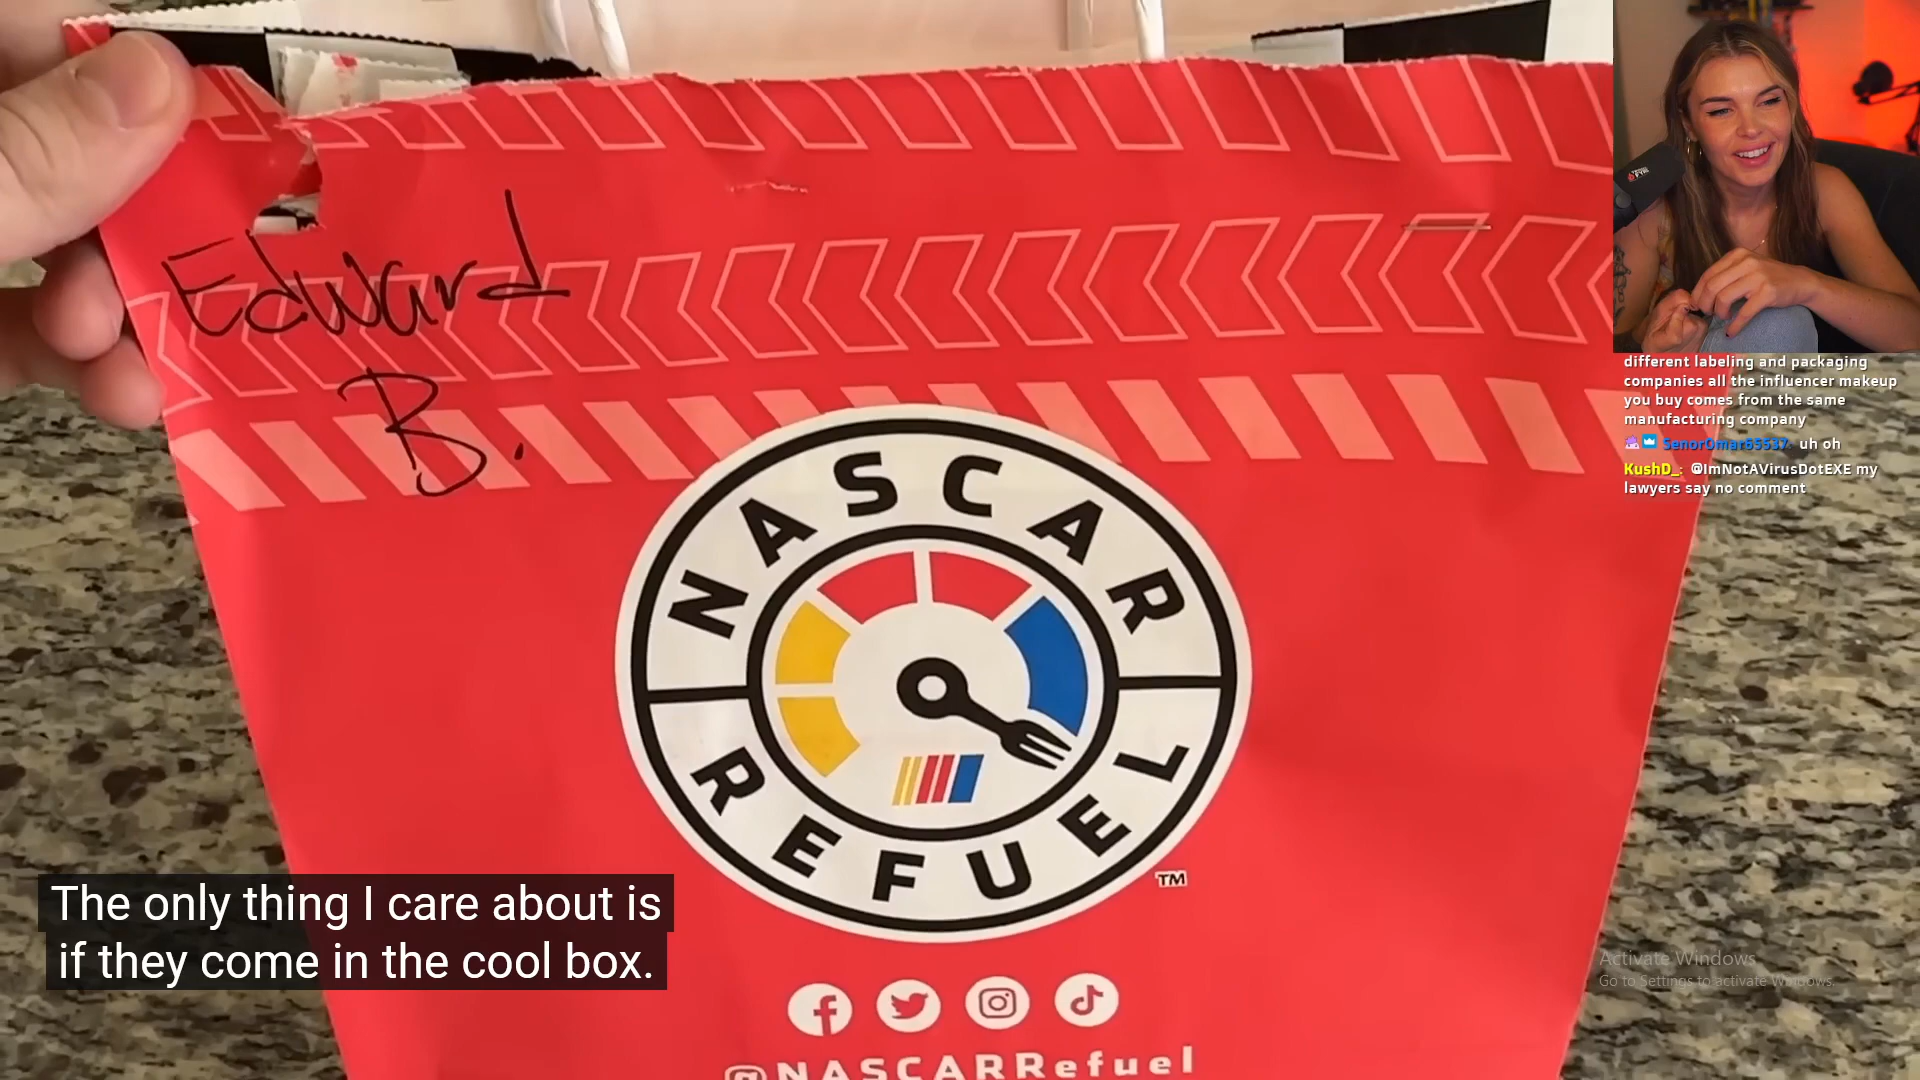 Edward
B.
NASCAR
REFUEL
TM
@NASCARRefuel
The only thing I care about is
if they come in the cool box.
different labeling and packaging
companies all the influencer makeup
you buy comes from the same
manufacturing company
SenorOmar65537: uh oh
KushD_: @ImNotAVirusDotEXE my
lawyers say no comment
Activate Windows
Go to Settings to activate Windows.